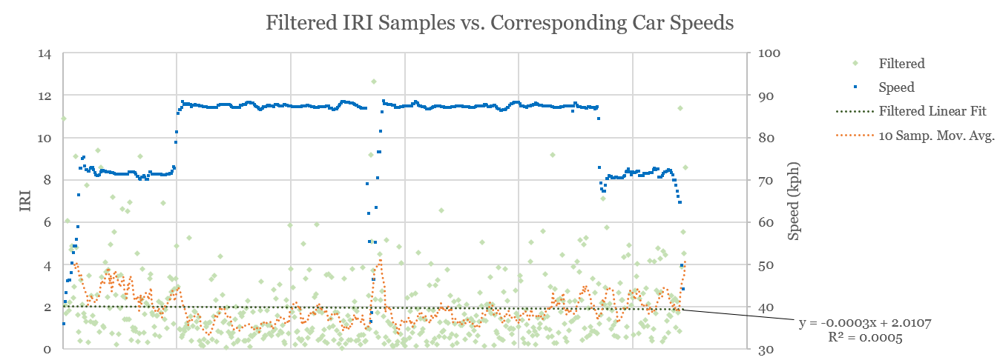 Filtered IRI Samples vs. Corresponding Car Speeds
14
12
10
8
6
4
2
0
IRI
100
90
80
70
60
50
40
30
Speed (kph)
Filtered
Speed
Filtered Linear Fit
10 Samp. Mov. Avg.
y = -0.0003x + 2.0107
R² = 0.0005